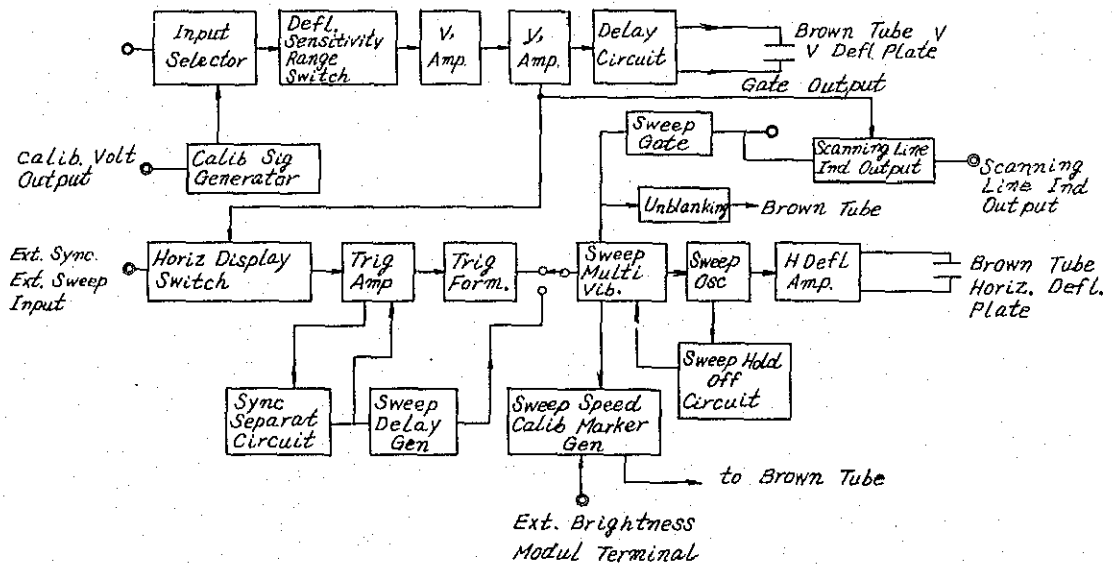 Input
Selector
Defl.
Sensitivity
Range
Switch
V,
Amp.
y,
Amp.
Delay
Circuit
Brown Tube V
V Defl. Plate
Gate Output
Calib. Volt
Output
Calib Sig
Generator
Sweep
Gate
Scanning Line
Ind Output
Scanning
Line Ind
Output
Unblanking
Brown Tube
Ext. Sync.
Ext. Sweep
Input
Horiz Display
Switch
Trig
Amp
Trig
Form.
Sweep
Multi
Vib.
Sweep
Osc
H Defl
Amp.
Brown Tube
Horiz. Defl.
Plate
Sync
Separat
Circuit
Sweep
Delay
Gen
Sweep Speed
Calib Marker
Gen
Sweep Hold
Off
Circuit
to Brown Tube
Ext. Brightness
Modul Terminal